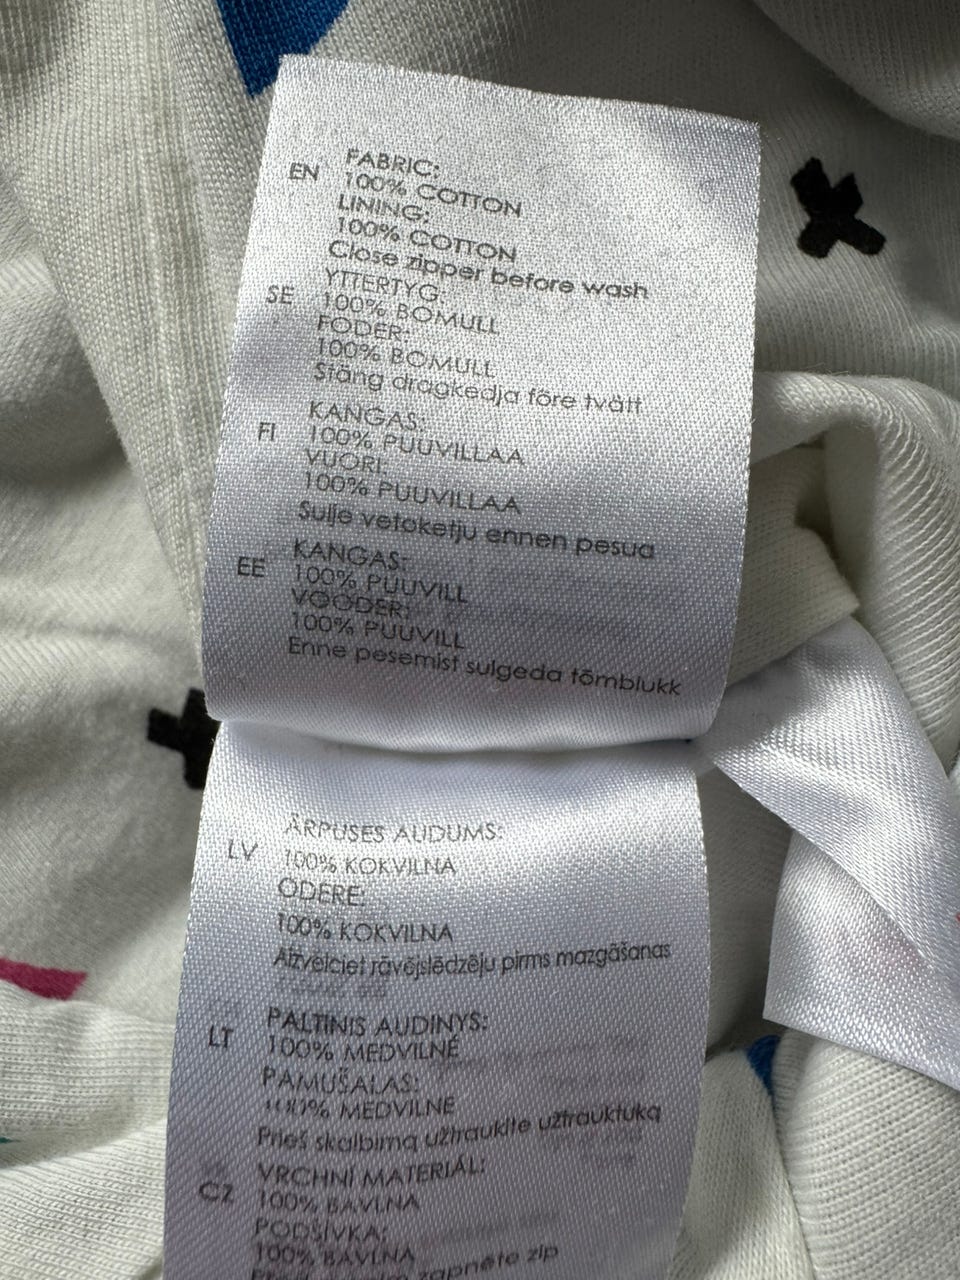 EN FABRIC:
100% COTTON
LINING:
100% COTTON
Close zipper before wash
SE YTTERTYG:
100% BOMULL
FODER:
100% BOMULL
Stäng dragkedja före tvätt
FI KANGAS:
100% PUUVILLAA
VUORI:
100% PUUVILLAA
Sulje vetoketju ennen pesua
EE KANGAS:
100% PUUVILL
VOODER:
100% PUUVILL
Enne pesemist sulgeda tõmblukk
LV ĀRPUSES AUDUMS:
100% KOKVILNA
ODERE:
100% KOKVILNA
Aizvelciet rāvējslēdzēju pirms mazgāšanas
LT PALTINIS AUDINYS:
100% MEDVILNĖ
PAMUŠALAS:
100% MEDVILNĖ
Prieš skalbimą užtraukite užtrauktuką
CZ VRCHNÍ MATERIÁL:
100% BAVLNA
PODŠÍVKA:
100% BAVLNA
zapněte zip